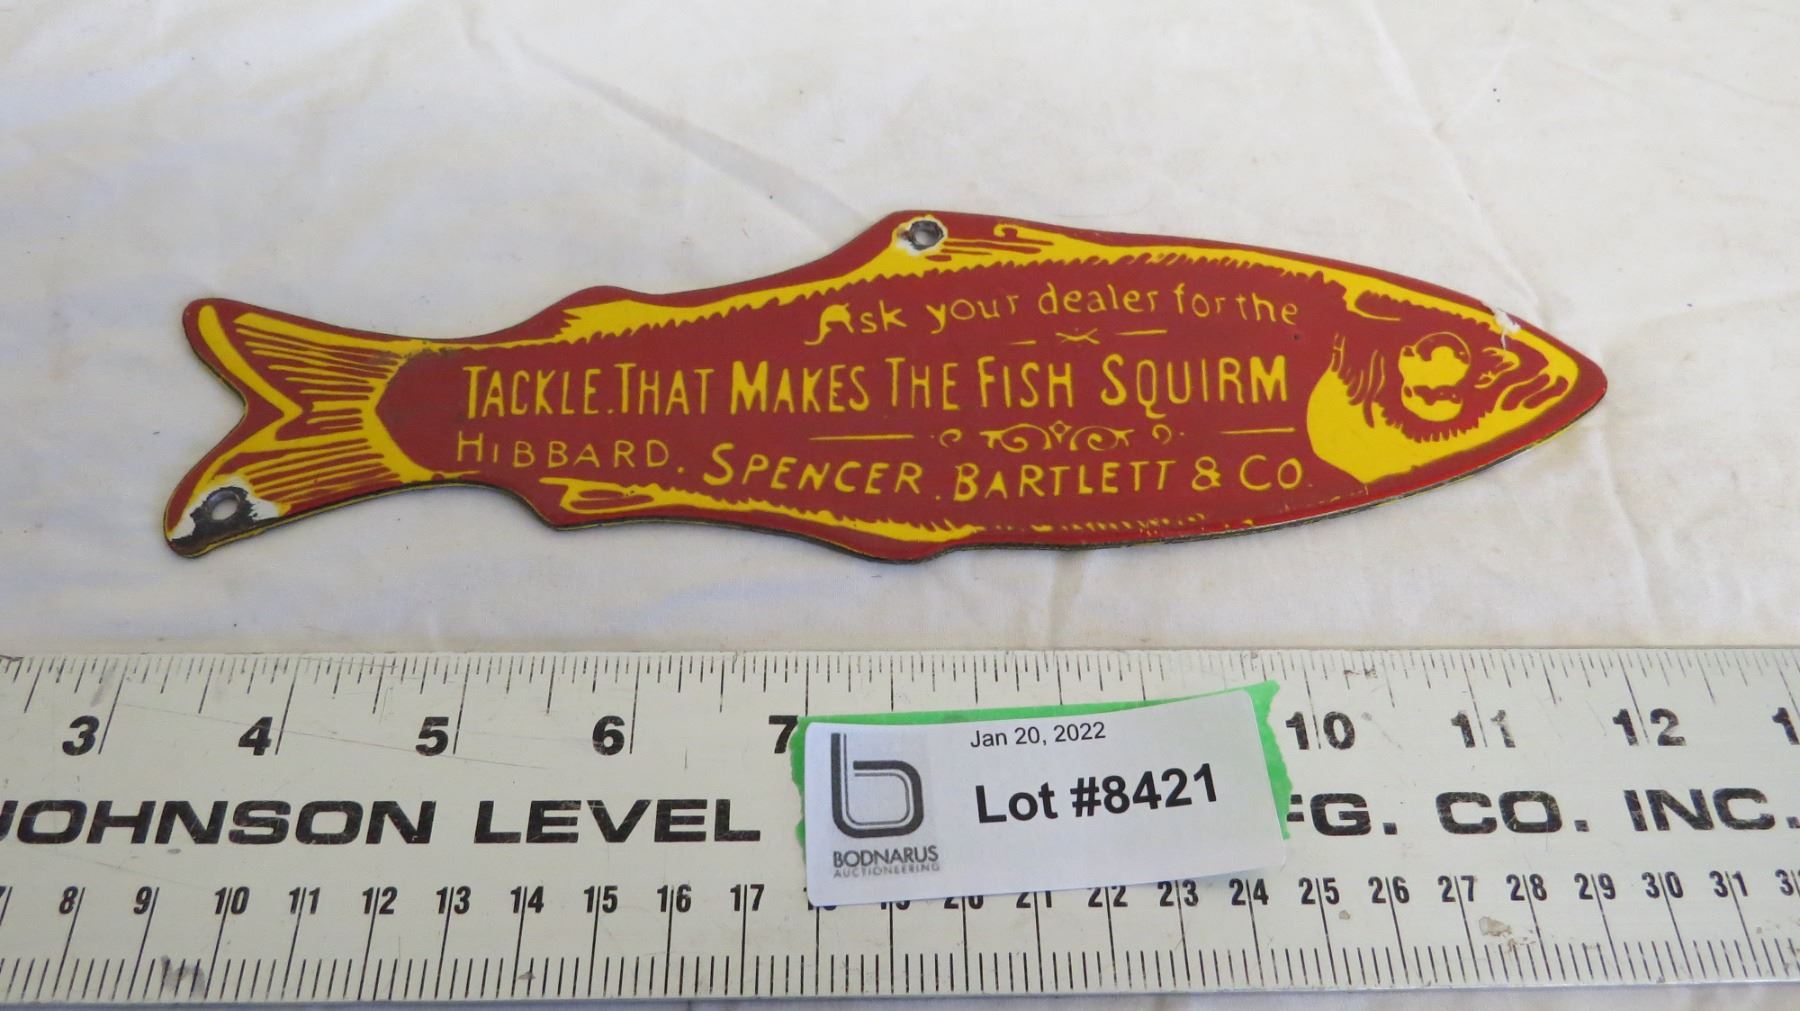 Ask your dealer for the
TACKLE. THAT MAKES THE FISH SQUIRM
HIBBARD. SPENCER. BARTLETT & CO.
3 4 5 6 7 10 11 12
Jan 20, 2022
Lot #8421
BODNARUS
AUCTIONEERING
JOHNSON LEVEL FG. CO. INC.
8 9 10 11 12 13 14 15 16 17 19 20 21 22 23 24 25 26 27 28 29 30 31